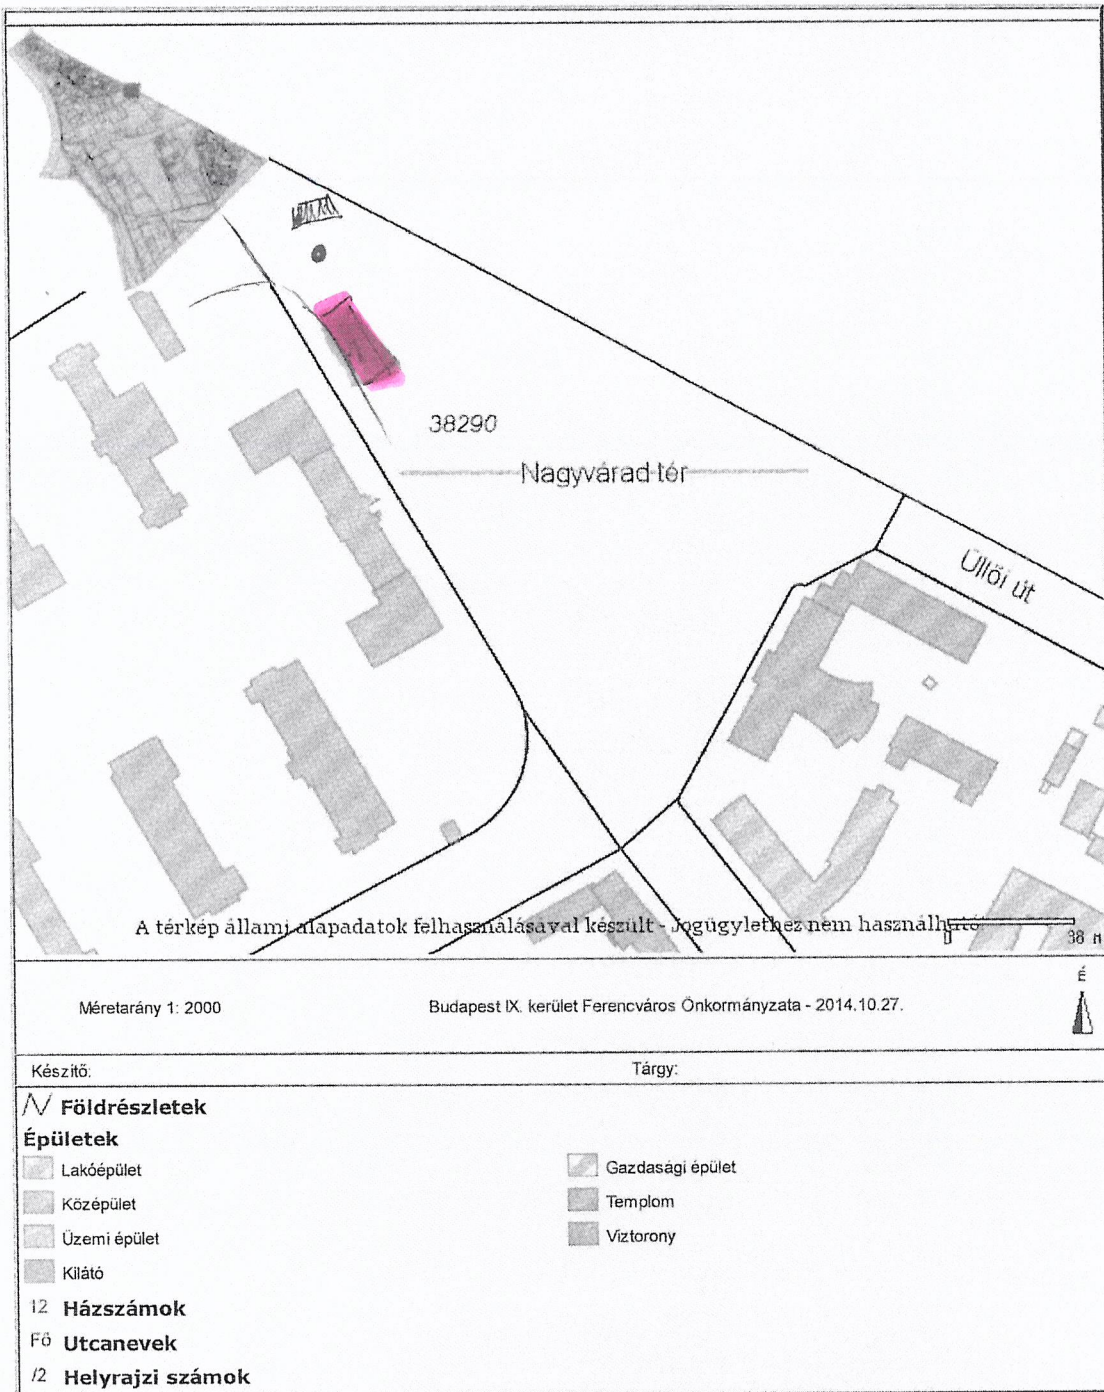 38290
Nagyvárad tér
Üllői út
A térkép állami alapadatok felhasználásával készült - Jogügylethez nem használható
0 38 m
É
Méretarány 1: 2000 Budapest IX. kerület Ferencváros Önkormányzata - 2014.10.27.
Készítő: Tárgy:
Földrészletek
Épületek
Lakóépület Gazdasági épület
Középület Templom
Üzemi épület Viztorony
Kilátó
12 Házszámok
Fő Utcanevek
/2 Helyrajzi számok